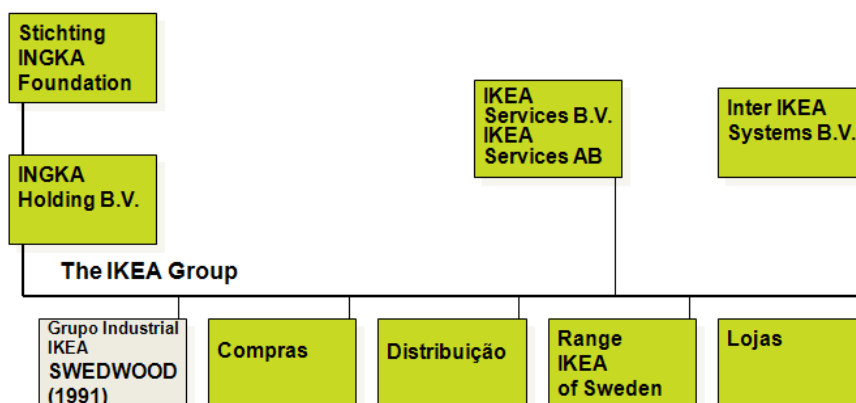 Stichting
INGKA
Foundation
IKEA
Services B.V.
IKEA
Services AB
Inter IKEA
Systems B.V.
INGKA
Holding B.V.
The IKEA Group
Grupo Industrial
IKEA
SWEDWOOD
(1991)
Compras
Distribuição
Range
IKEA
of Sweden
Lojas